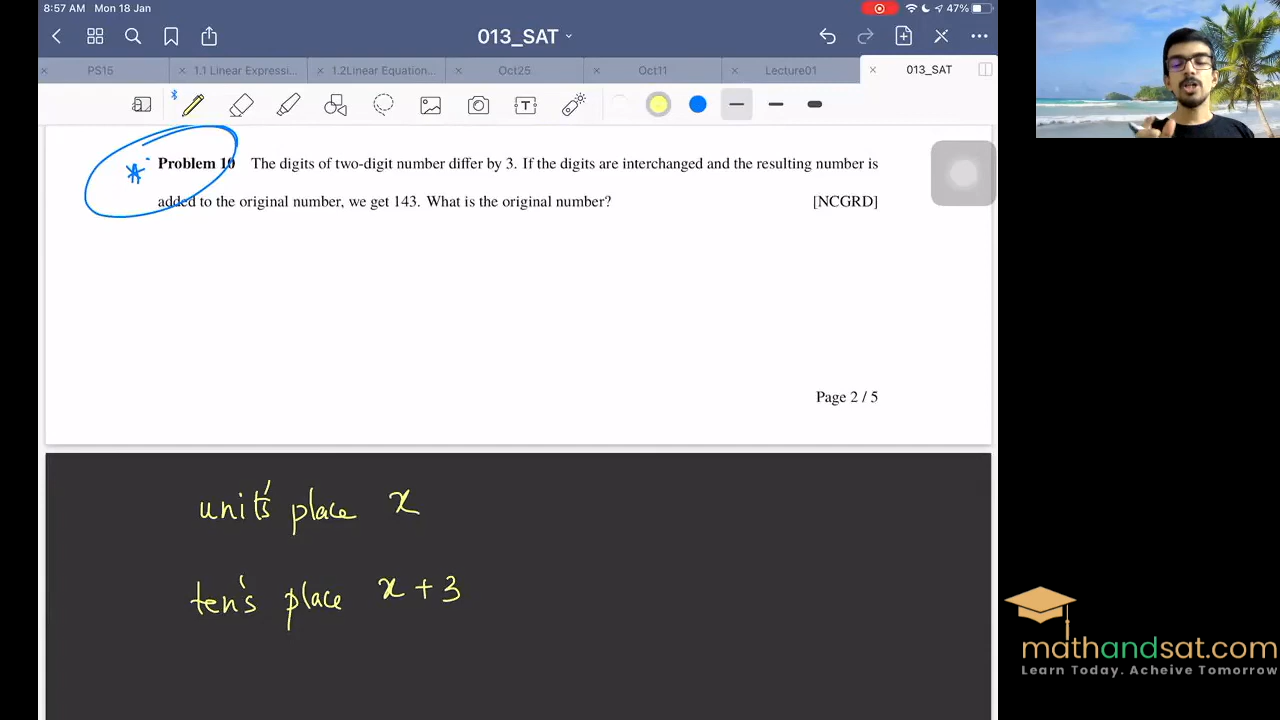 8:57 AM Mon 18 Jan
47%
013_SAT
PS15
1.1 Linear Expressi...
1.2Linear Equation...
Oct25
Oct11
Lecture01
013_SAT
Problem 10 The digits of two-digit number differ by 3. If the digits are interchanged and the resulting number is
added to the original number, we get 143. What is the original number? [NCGRD]
Page 2 / 5
unit's place x
ten's place x + 3
mathandsat.com
Learn Today. Acheive Tomorrow